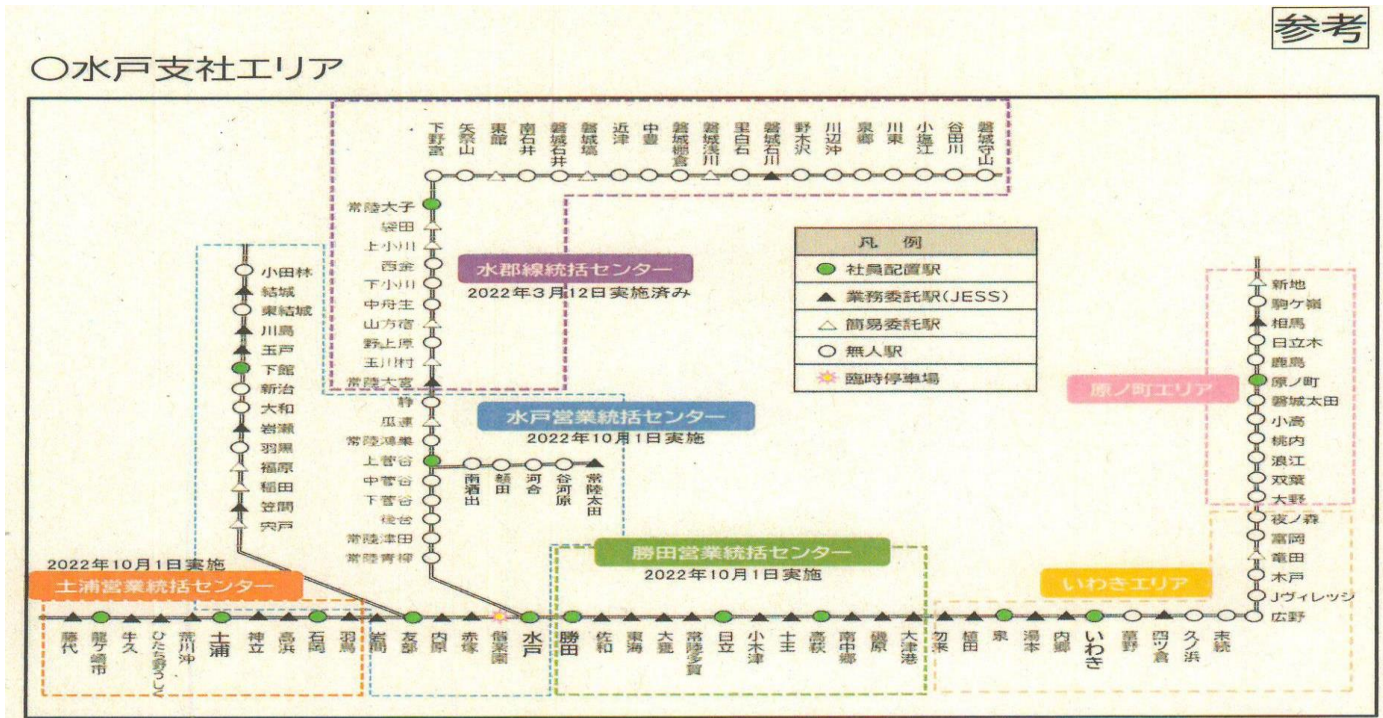 参考
○水戸支社エリア
下野宮
矢祭山
東館
南石井
磐城石井
磐城塙
近津
中豊
磐城棚倉
磐城浅川
里白石
磐城石川
野木沢
川辺沖
泉郷
川東
小塩江
谷田川
磐城守山
常陸大子
袋田
上小川
西金
下小川
中舟生
山方宿
野上原
玉川村
常陸大宮
静
瓜連
常陸鴻巣
上菅谷
中菅谷
下菅谷
後台
常陸津田
常陸青柳
水郡線統括センター
2022年3月12日実施済み
凡 例
社員配置駅
業務委託駅(JESS)
簡易委託駅
無人駅
臨時停車場
小田林
結城
東結城
川島
玉戸
下館
新治
大和
岩瀬
羽黒
福原
稲田
笠間
宍戸
水戸営業統括センター
2022年10月1日実施
南酒出
額田
河合
谷河原
常陸太田
原ノ町エリア
新地
駒ケ嶺
相馬
日立木
鹿島
原ノ町
磐城太田
小高
桃内
浪江
双葉
大野
夜ノ森
富岡
竜田
木戸
Jヴィレッジ
広野
2022年10月1日実施
土浦営業統括センター
勝田営業統括センター
2022年10月1日実施
いわきエリア
藤代
龍ケ崎市
牛久
ひたち野うしく
荒川沖
土浦
神立
高浜
石岡
羽鳥
岩間
友部
内原
赤塚
偕楽園
水戸
勝田
佐和
東海
大甕
常陸多賀
日立
小木津
十王
高萩
南中郷
磯原
大津港
勿来
植田
泉
湯本
内郷
いわき
草野
四ツ倉
久ノ浜
末続